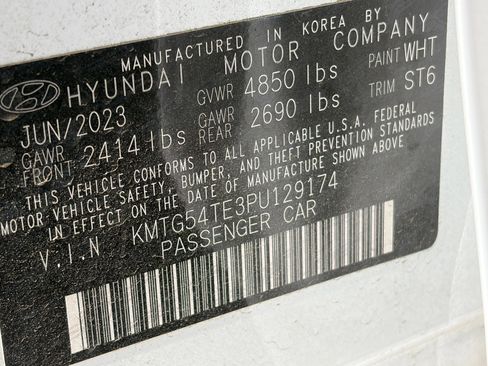 MANUFACTURED IN KOREA BY
HYUNDAI MOTOR COMPANY
JUN/2023 GVWR 4850 lbs PAINT WHT
GAWR FRONT 2414 lbs GAWR REAR 2690 lbs TRIM ST6
THIS VEHICLE CONFORMS TO ALL APPLICABLE U.S.A. FEDERAL
MOTOR VEHICLE SAFETY, BUMPER, AND THEFT PREVENTION STANDARDS
IN EFFECT ON THE DATE OF MANUFACTURE SHOWN ABOVE.
V.I.N KMTG54TE3PU129174
PASSENGER CAR